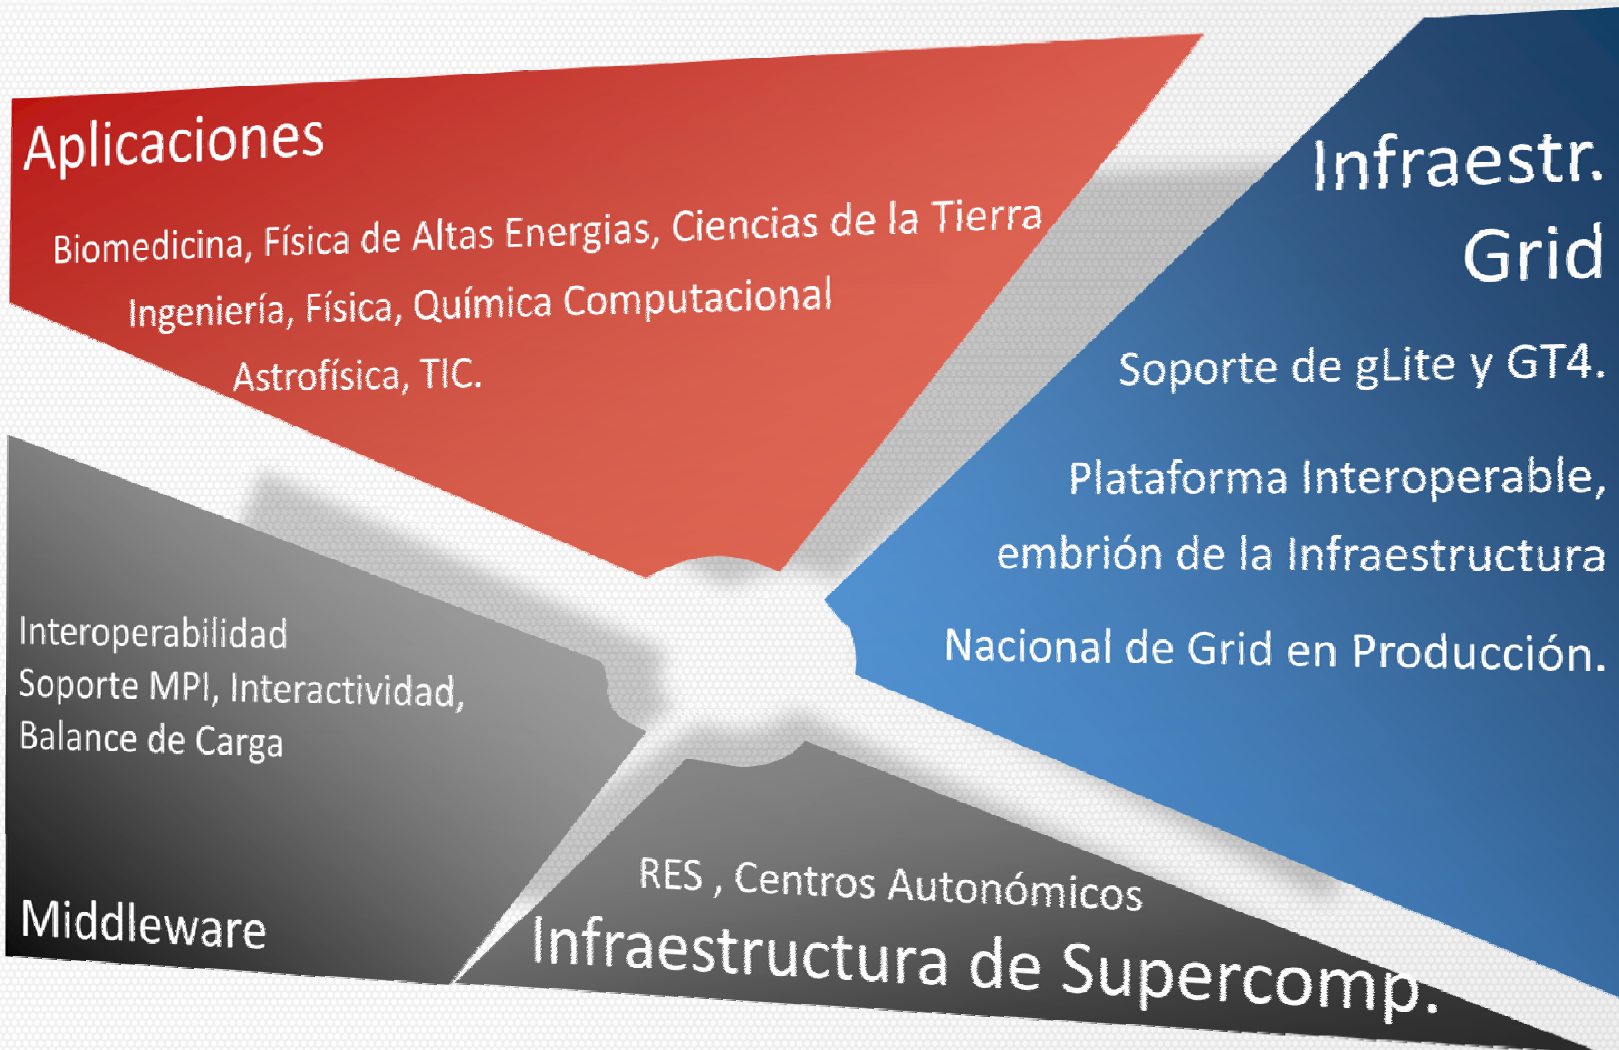 Aplicaciones
Biomedicina, Física de Altas Energias, Ciencias de la Tierra
Ingeniería, Física, Química Computacional
Astrofísica, TIC.
Infraestr.
Grid
Soporte de gLite y GT4.
Plataforma Interoperable,
embrión de la Infraestructura
Nacional de Grid en Producción.
Interoperabilidad
Soporte MPI, Interactividad,
Balance de Carga
Middleware
RES , Centros Autonómicos
Infraestructura de Supercomp.